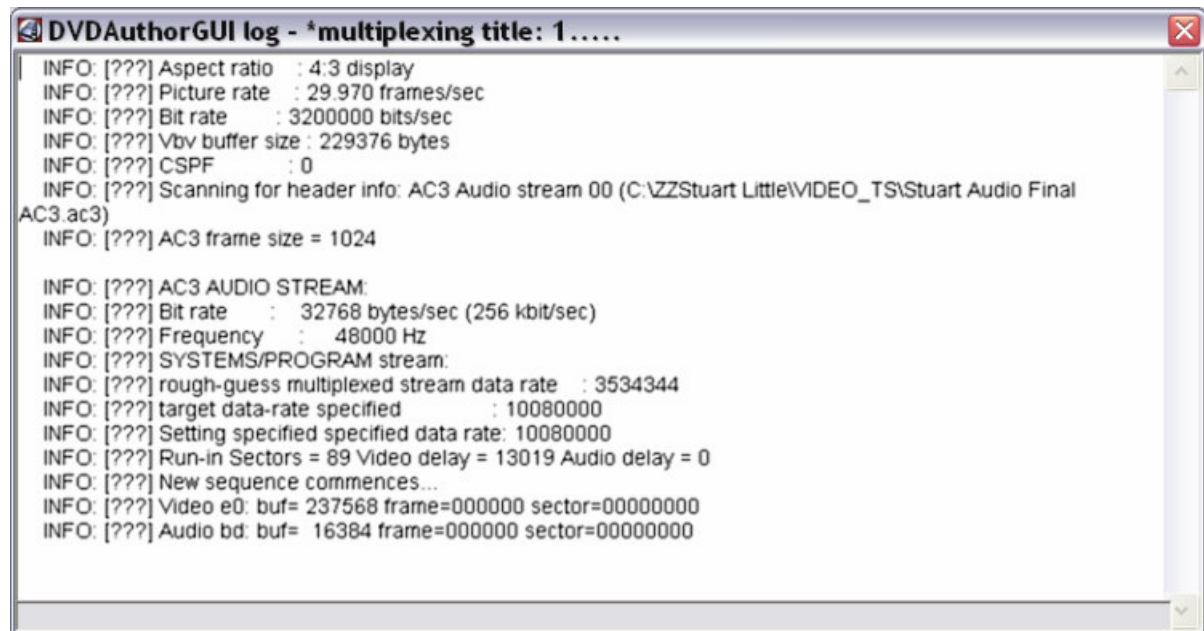 DVDAuthorGUI log - *multiplexing title: 1.....
INFO: [???] Aspect ratio : 4:3 display
INFO: [???] Picture rate : 29.970 frames/sec
INFO: [???] Bit rate : 3200000 bits/sec
INFO: [???] Vbv buffer size : 229376 bytes
INFO: [???] CSPF : 0
INFO: [???] Scanning for header info: AC3 Audio stream 00 (C:\ZZStuart Little\VIDEO_TS\Stuart Audio Final
AC3.ac3)
INFO: [???] AC3 frame size = 1024
INFO: [???] AC3 AUDIO STREAM:
INFO: [???] Bit rate : 32768 bytes/sec (256 kbit/sec)
INFO: [???] Frequency : 48000 Hz
INFO: [???] SYSTEMS/PROGRAM stream:
INFO: [???] rough-guess multiplexed stream data rate : 3534344
INFO: [???] target data-rate specified : 10080000
INFO: [???] Setting specified specified data rate: 10080000
INFO: [???] Run-in Sectors = 89 Video delay = 13019 Audio delay = 0
INFO: [???] New sequence commences...
INFO: [???] Video e0: buf= 237568 frame=000000 sector=00000000
INFO: [???] Audio bd: buf= 16384 frame=000000 sector=00000000